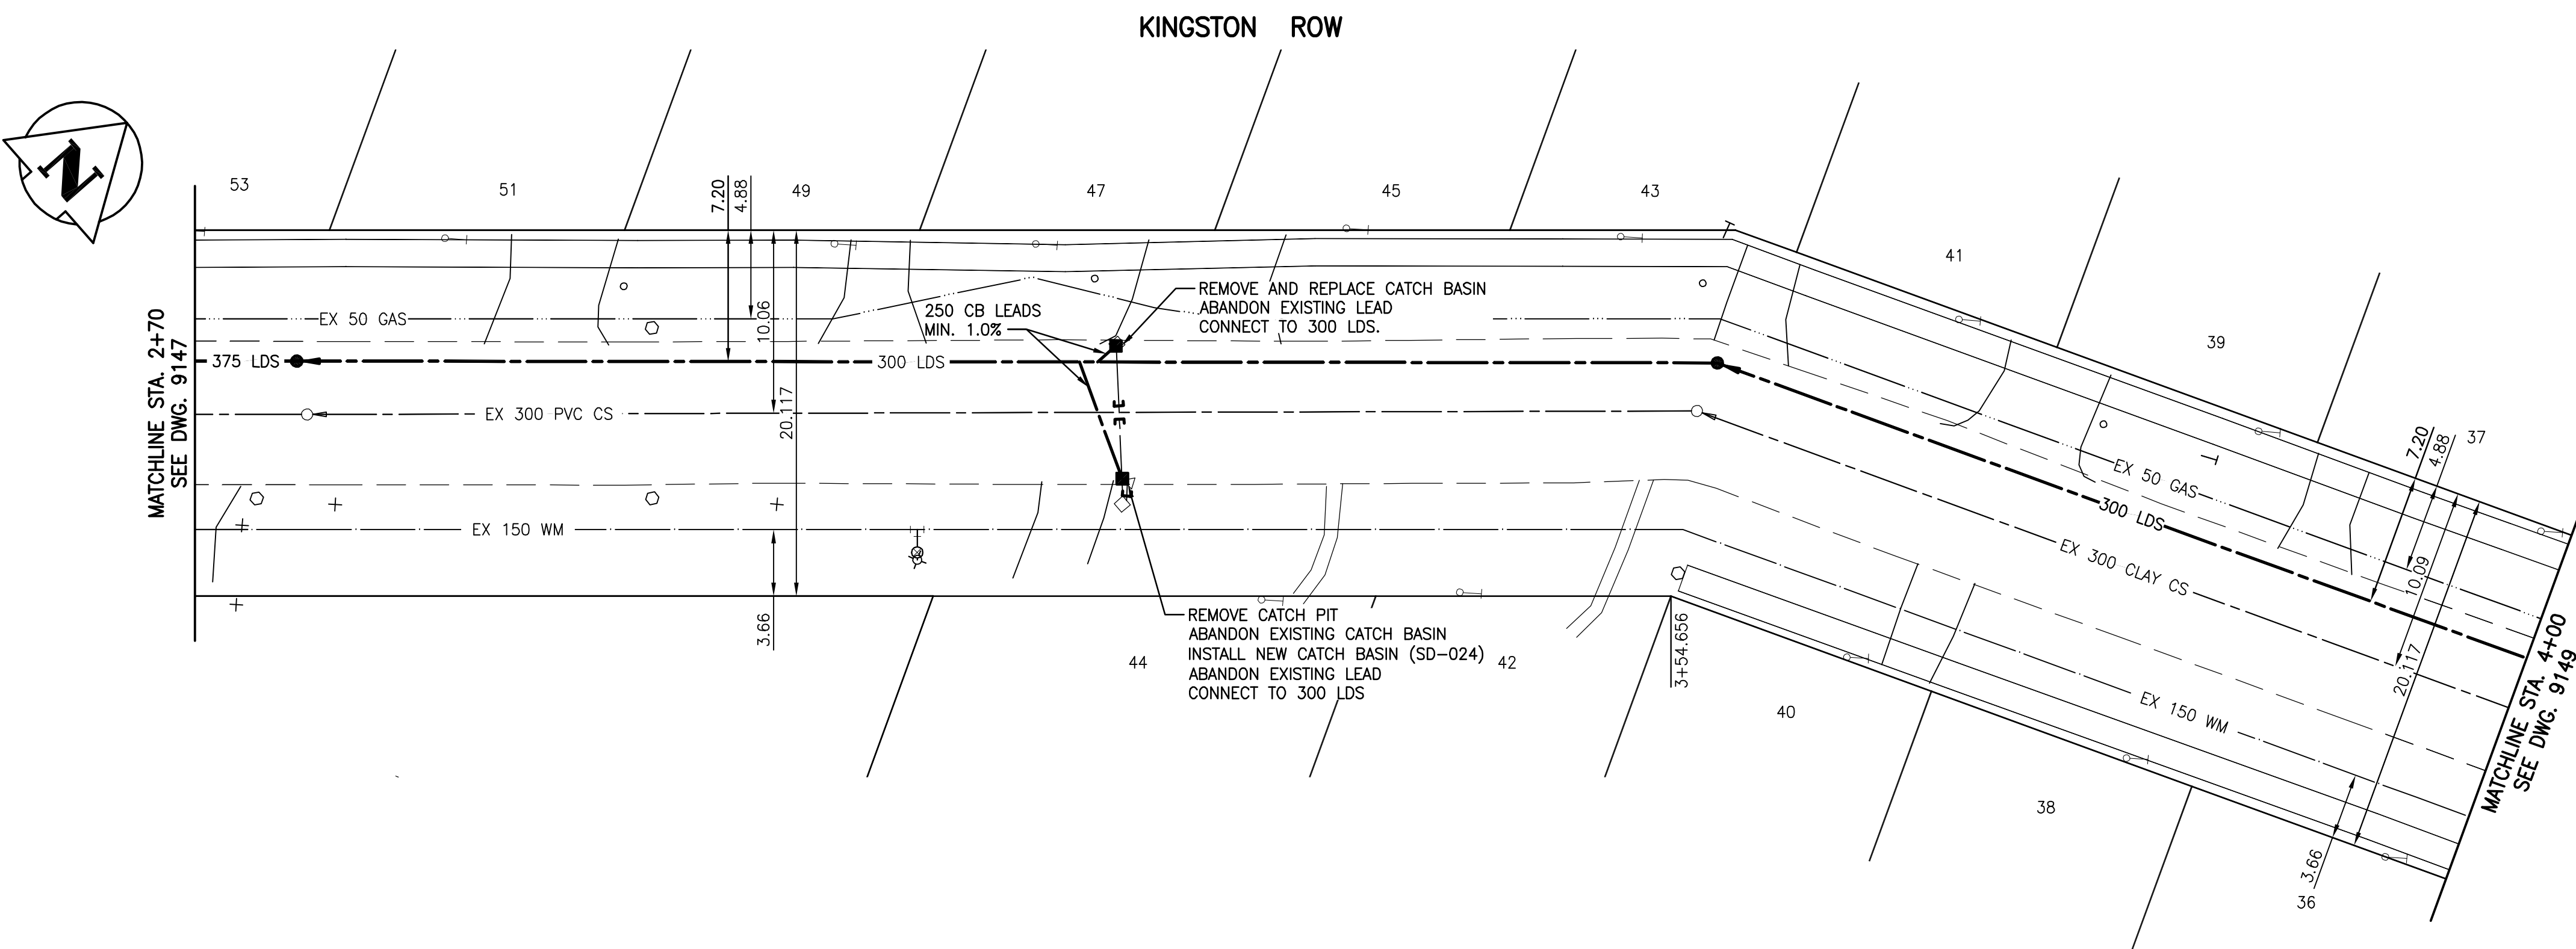 KINGSTON ROW
N
53
51
49
47
45
43
41
39
37
7.20
4.88
10.06
20.117
3.66
MATCHLINE STA. 2+70
SEE DWG. 9147
EX 50 GAS
250 CB LEADS
MIN. 1.0%
REMOVE AND REPLACE CATCH BASIN
ABANDON EXISTING LEAD
CONNECT TO 300 LDS.
375 LDS
300 LDS
EX 300 PVC CS
EX 150 WM
REMOVE CATCH PIT
ABANDON EXISTING CATCH BASIN
INSTALL NEW CATCH BASIN (SD-024)
ABANDON EXISTING LEAD
CONNECT TO 300 LDS
44
42
3+54.656
40
38
36
EX 50 GAS
300 LDS
EX 300 CLAY CS
EX 150 WM
7.20
4.88
10.09
20.117
3.66
MATCHLINE STA. 4+00
SEE DWG. 9149